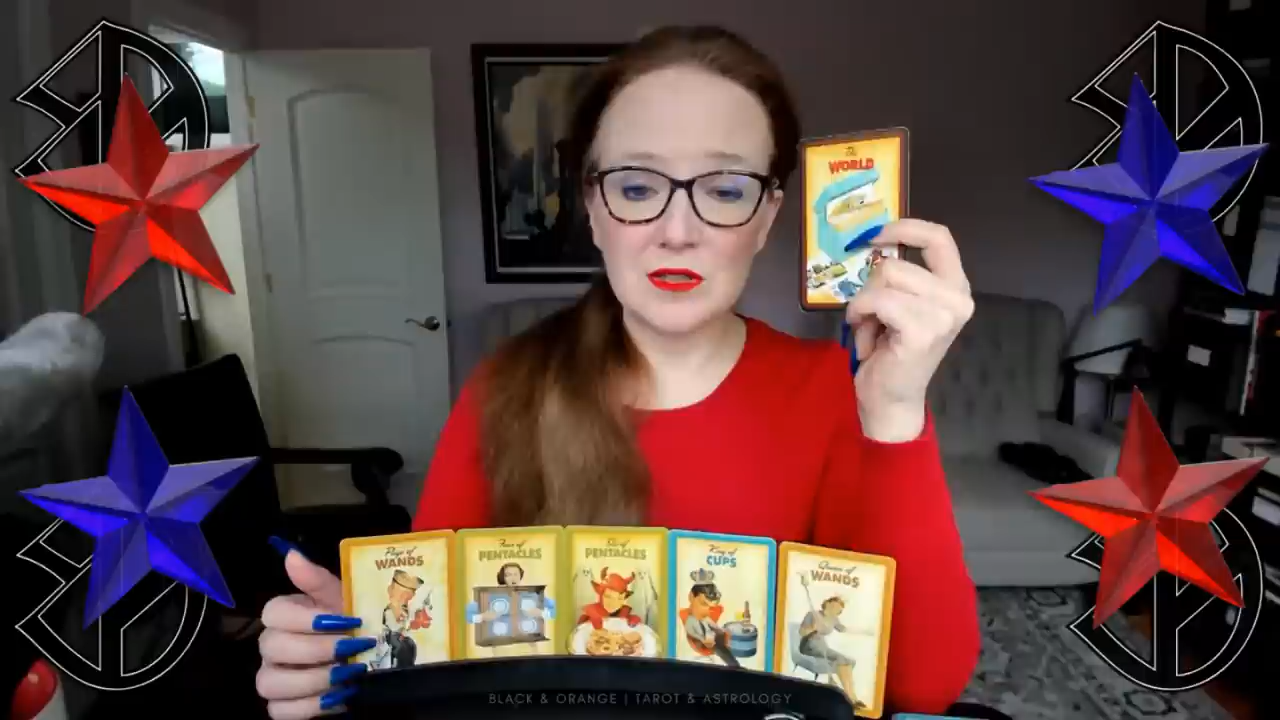 The
WORLD
Page of
WANDS
Four of
PENTACLES
Six of
PENTACLES
King of
CUPS
Queen of
WANDS
BLACK & ORANGE | TAROT & ASTROLOGY